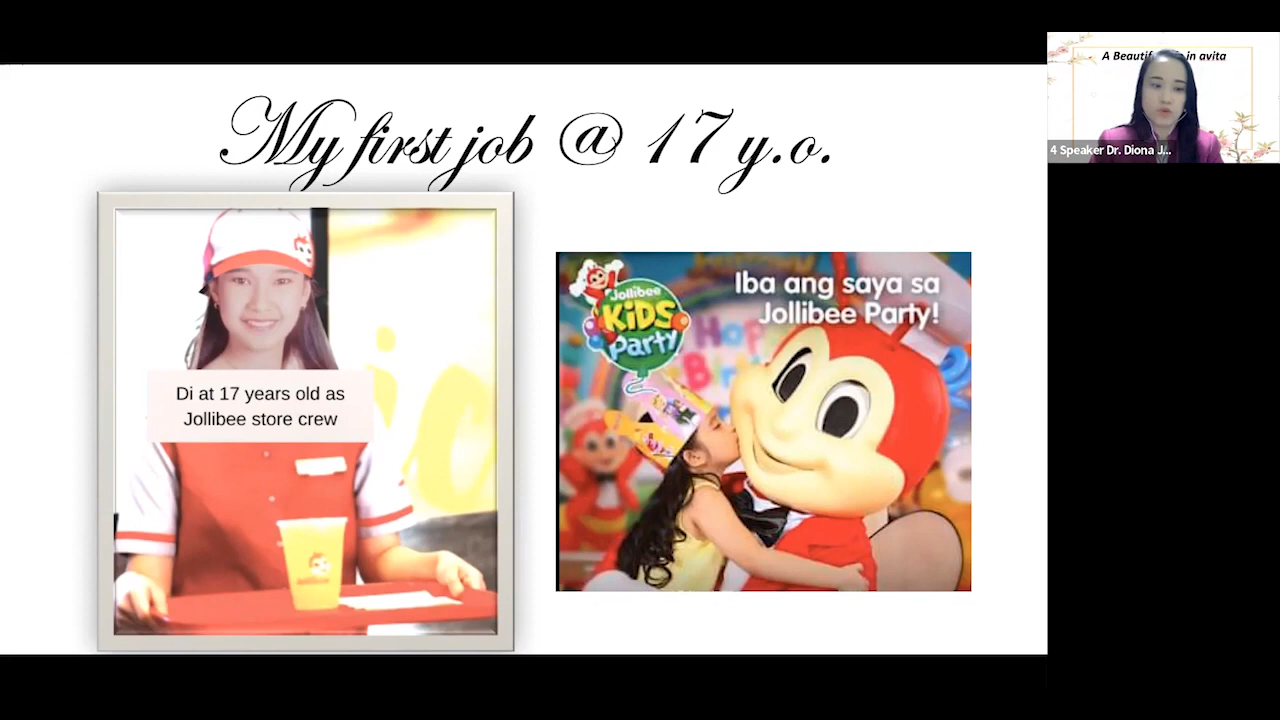 My first job @ 17 y.o.
Di at 17 years old as
Jollibee store crew
Jollibee
KiDS
Party
Iba ang saya sa
Jollibee Party!
in avita
4 Speaker Dr. Diona J...